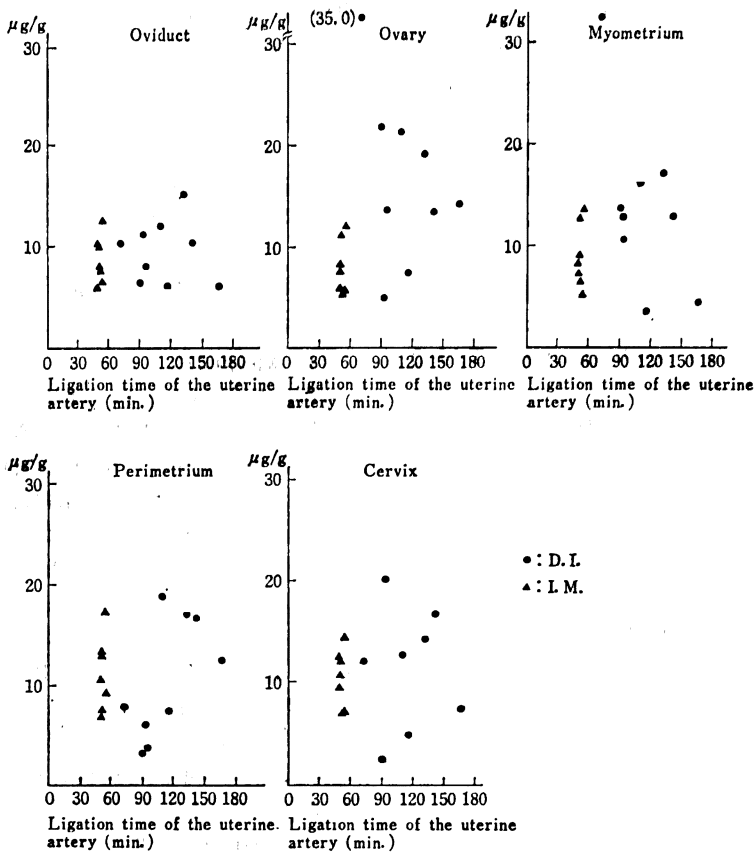 μg/g
Oviduct
30
20
10
0 30 60 90 120 150 180
Ligation time of the uterine
artery (min.)
μg/g
(35.0)
Ovary
30
20
10
0 30 60 90 120 150 180
Ligation time of the uterine
artery (min.)
μg/g
Myometrium
30
20
10
0 30 60 90 120 150 180
Ligation time of the uterine
artery (min.)
μg/g
Perimetrium
30
20
10
0 30 60 90 120 150 180
Ligation time of the uterine.
artery (min.)
μg/g
Cervix
30
20
10
0 30 60 90 120 150 180
Ligation time of the uterine
artery (min.)
●: D.I.
▲: I.M.